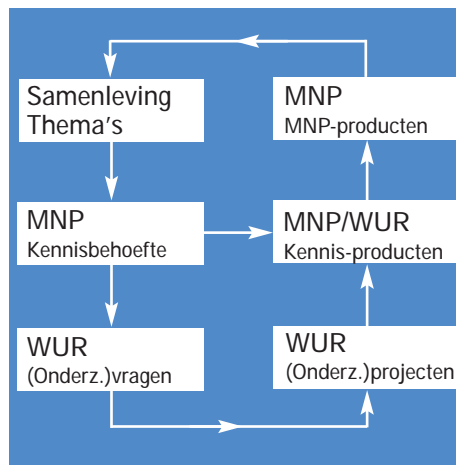 Samenleving
Thema's
MNP
MNP-producten
MNP
Kennisbehoefte
MNP/WUR
Kennis-producten
WUR
(Onderz.)vragen
WUR
(Onderz.)projecten